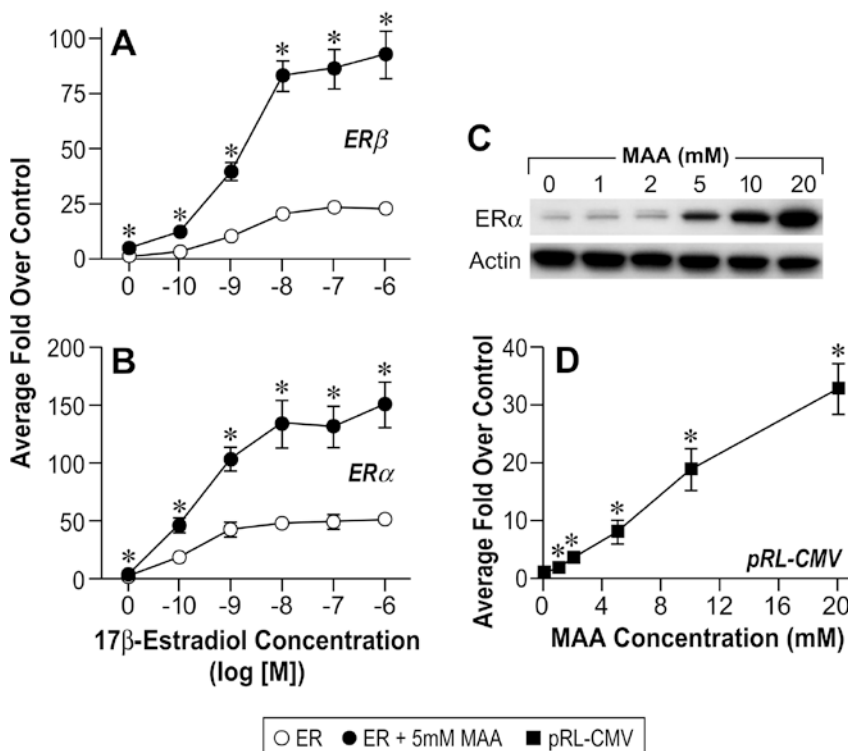 Average Fold Over Control
A
100
75
50
25
0
* * * * * *
ERβ
0 -10 -9 -8 -7 -6
B
200
150
100
50
0
* * * * * *
ERα
0 -10 -9 -8 -7 -6
17β-Estradiol Concentration
(log [M])
C
MAA (mM)
0 1 2 5 10 20
ERα
Actin
D
Average Fold Over Control
40
30
20
10
0
* * * * *
pRL-CMV
0 4 8 12 16 20
MAA Concentration (mM)
ER ER + 5mM MAA pRL-CMV